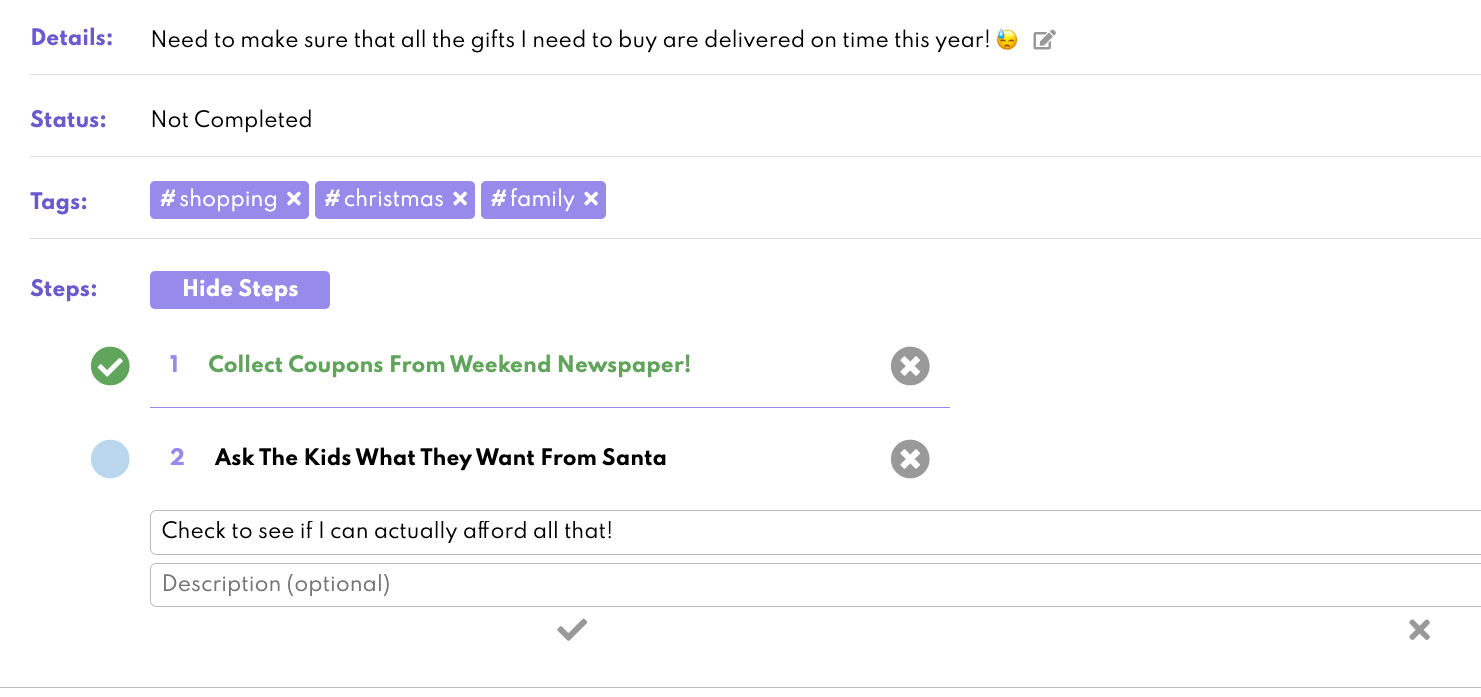 Details: Need to make sure that all the gifts I need to buy are delivered on time this year! 😓
Status: Not Completed
Tags: #shopping #christmas #family
Steps: Hide Steps
1 Collect Coupons From Weekend Newspaper!
2 Ask The Kids What They Want From Santa
Check to see if I can actually afford all that!
Description (optional)